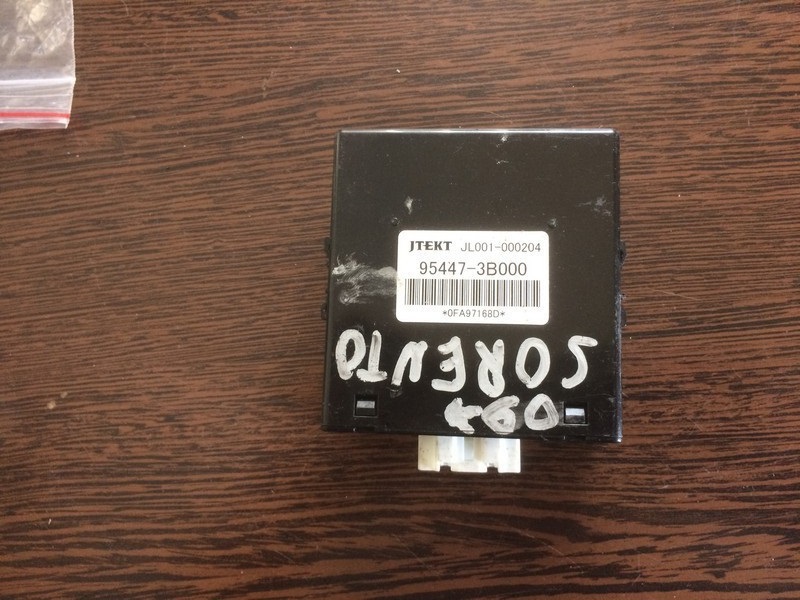 JTEKT JL001-000204
95447-3B000
*0FA97168D*
SORENTO